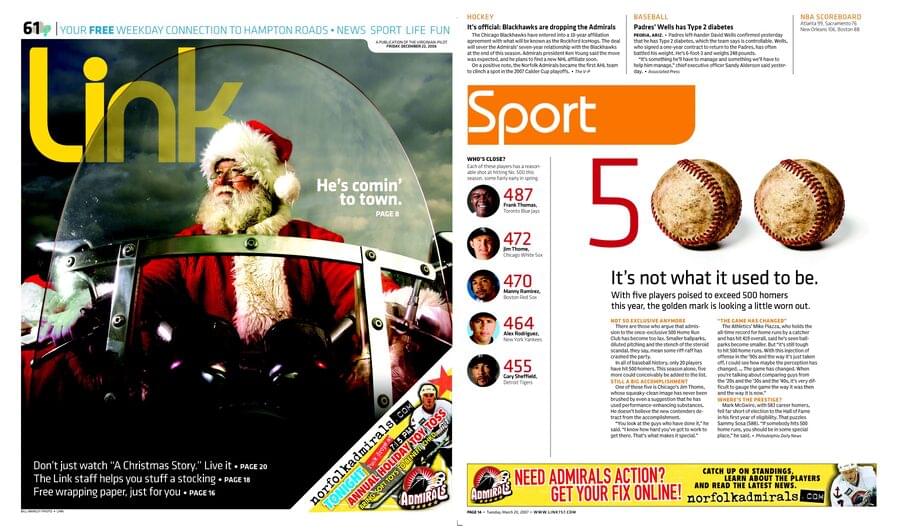 61
YOUR FREE WEEKDAY CONNECTION TO HAMPTON ROADS • NEWS SPORT LIFE FUN
A PUBLICATION OF THE VIRGINIAN-PILOT
FRIDAY, DECEMBER 22, 2006
Link
He's comin'
to town.
PAGE 8
Don't just watch "A Christmas Story." Live it • PAGE 20
The Link staff helps you stuff a stocking • PAGE 18
Free wrapping paper, just for you • PAGE 16
norfolkadmirals.COM
TONIGHT!
7:15 PM
ANNUAL HOLIDAY TOY TOSS
ADMIRALS
HOCKEY
It's official: Blackhawks are dropping the Admirals
The Chicago Blackhawks have entered into a 10-year affiliation
agreement with what will be known as the Rockford IceHogs. The deal
will sever the Admirals' seven-year relationship with the Blackhawks
at the end of this season. Admirals president Ken Young said the move
was expected, and he plans to find a new NHL affiliate soon.
On a positive note, the Norfolk Admirals became the first AHL team
to clinch a spot in the 2007 Calder Cup playoffs. • The V-P
BASEBALL
Padres' Wells has Type 2 diabetes
PEORIA, ARIZ. • Padres left-hander David Wells confirmed yesterday
that he has Type 2 diabetes, which the team says is controllable. Wells,
who signed a one-year contract to return to the Padres, has often
battled his weight. He's 6-foot-3 and weighs 248 pounds.
"It's something he'll have to manage and something we'll have to
help him manage," chief executive officer Sandy Alderson said yester-
day. • Associated Press
NBA SCOREBOARD
Atlanta 99, Sacramento 76
New Orleans 106, Boston 88
Sport
WHO'S CLOSE?
Each of these players has a reason-
able shot at hitting No. 500 this
season, some fairly early in spring.
487
Frank Thomas,
Toronto Blue Jays
472
Jim Thome,
Chicago White Sox
470
Manny Ramirez,
Boston Red Sox
464
Alex Rodriguez,
New York Yankees
455
Gary Sheffield,
Detroit Tigers
5
It's not what it used to be.
With five players poised to exceed 500 homers
this year, the golden mark is looking a little worn out.
NOT SO EXCLUSIVE ANYMORE
There are those who argue that admis-
sion to the once-exclusive 500 Home Run
Club has become too lax. Smaller ballparks,
diluted pitching and the stench of the steroid
scandal, they say, mean some riff-raff has
crashed the party.
In all of baseball history, only 20 players
have hit 500 homers. This season alone, five
more could conceivably be added to the list.
STILL A BIG ACCOMPLISHMENT
One of those five is Chicago's Jim Thome,
whose squeaky-clean image has never been
brushed by even a suggestion that he has
used performance-enhancing substances.
He doesn't believe the new contenders de-
tract from the accomplishment.
"You look at the guys who have done it," he
said. "I know how hard you've got to work to
get there. That's what makes it special."
"THE GAME HAS CHANGED"
The Athletics' Mike Piazza, who holds the
all-time record for home runs by a catcher
and has hit 419 overall, said he's seen ball-
parks become smaller. But "it's still tough
to hit 500 home runs. With this injection of
offense in the '90s and the way it's just taken
off, I could see how maybe the perception has
changed. ... The game has changed. When
you're talking about comparing guys from
the '20s and the '30s and the '40s, it's very dif-
ficult to gauge the game the way it was then
and the way it is now."
WHERE'S THE PRESTIGE?
Mark McGwire, with 583 career homers,
fell far short of election to the Hall of Fame
in his first year of eligibility. That puzzles
Sammy Sosa (588). "If somebody hits 500
home runs, you should be in some special
place," he said. • Philadelphia Daily News
ADMIRALS
NEED ADMIRALS ACTION?
GET YOUR FIX ONLINE!
CATCH UP ON STANDINGS,
LEARN ABOUT THE PLAYERS
AND READ THE LATEST NEWS.
norfolkadmirals.COM
PAGE 14 • Tuesday, March 20, 2007 • WWW.LINK757.COM